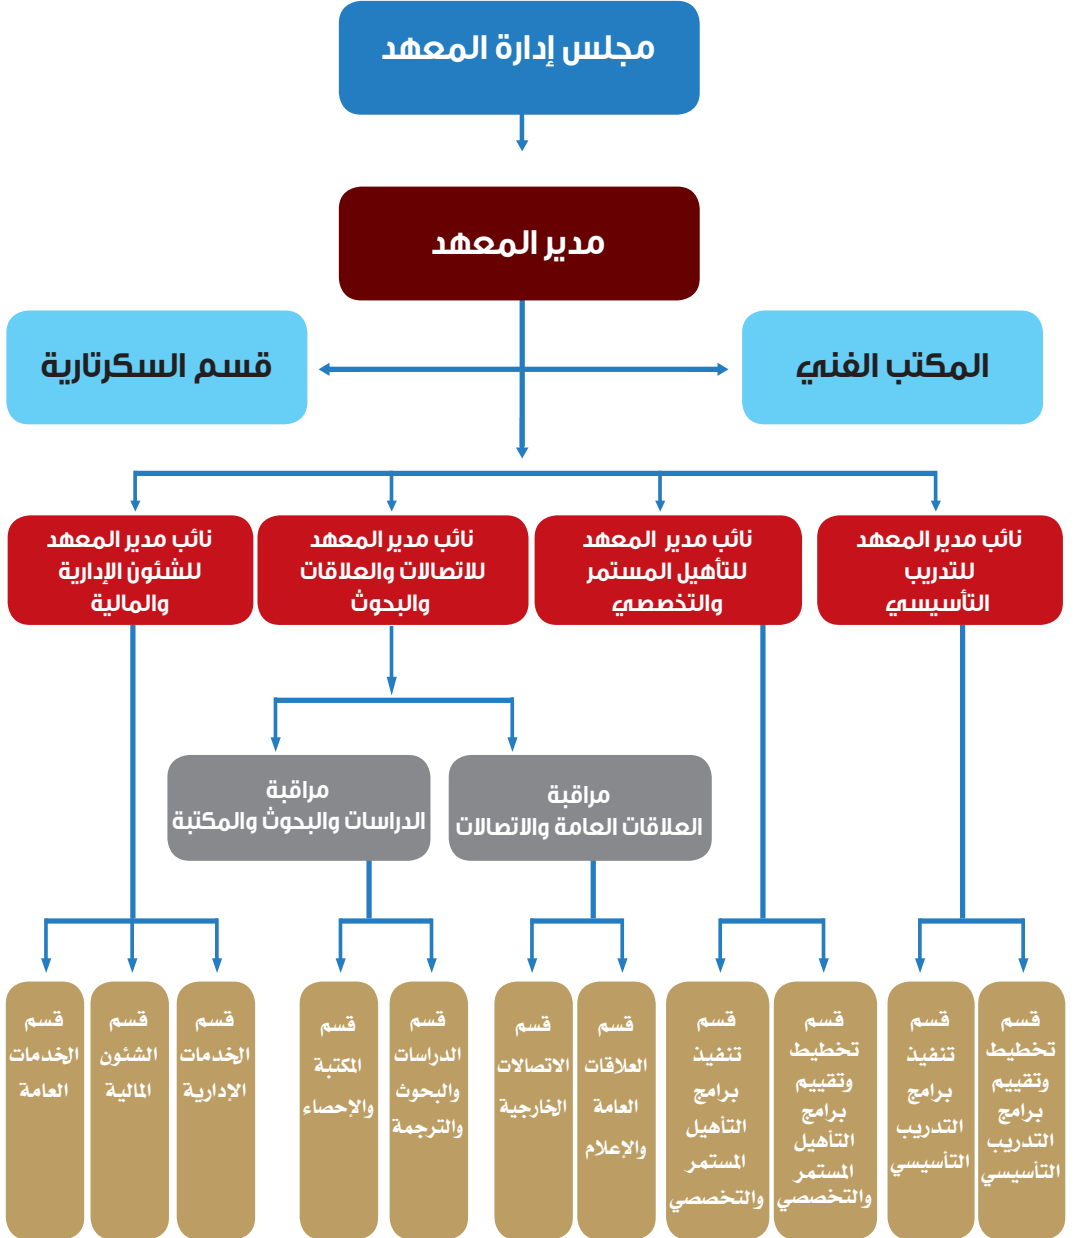 مجلس إدارة المعهد
مدير المعهد
المكتب الفني
قسم السكرتارية
نائب مدير المعهد
للتدريب
التأسيسي
نائب مدير المعهد
للتأهيل المستمر
والتخصصي
نائب مدير المعهد
للاتصالات والعلاقات
والبحوث
نائب مدير المعهد
للشئون الإدارية
والمالية
مراقبة
العلاقات العامة والاتصالات
مراقبة
الدراسات والبحوث والمكتبة
قسم
تخطيط
وتقييم
برامج
التدريب
التأسيسي
قسم
تنفيذ
برامج
التدريب
التأسيسي
قسم
تخطيط
وتقييم
برامج
التأهيل
المستمر
والتخصصي
قسم
تنفيذ
برامج
التأهيل
المستمر
والتخصصي
قسم
العلاقات
العامة
والإعلام
قسم
الاتصالات
الخارجية
قسم
الدراسات
والبحوث
والترجمة
قسم
المكتبة
والإحصاء
قسم
الخدمات
الإدارية
قسم
الشئون
المالية
قسم
الخدمات
العامة